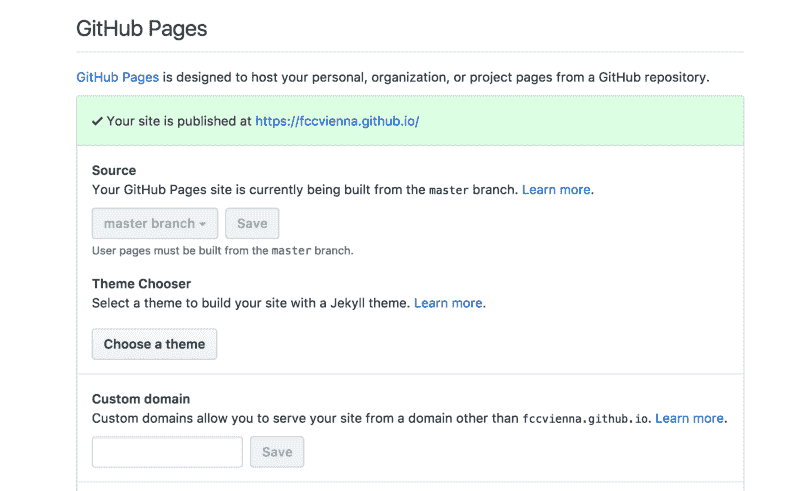 GitHub Pages
GitHub Pages is designed to host your personal, organization, or project pages from a GitHub repository.
Your site is published at https://fccvienna.github.io/
Source
Your GitHub Pages site is currently being built from the master branch. Learn more.
master branch Save
User pages must be built from the master branch.
Theme Chooser
Select a theme to build your site with a Jekyll theme. Learn more.
Choose a theme
Custom domain
Custom domains allow you to serve your site from a domain other than fccvienna.github.io. Learn more.
Save